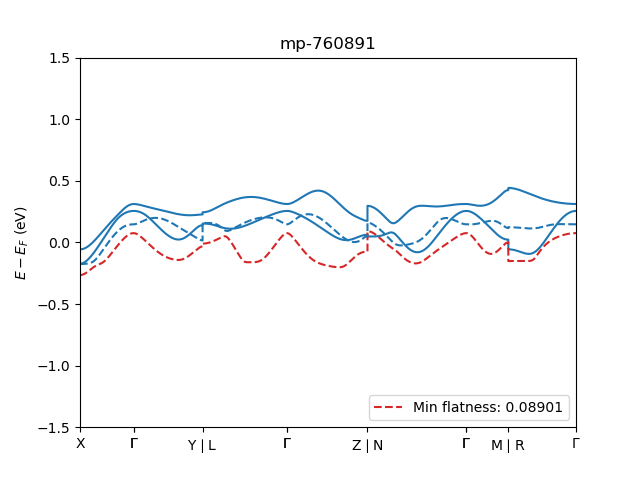 mp-760891
E − E_F (eV)
1.5
1.0
0.5
0.0
−0.5
−1.0
−1.5
Min flatness: 0.08901
X Γ Y | L Γ Z | N Γ M | R Γ